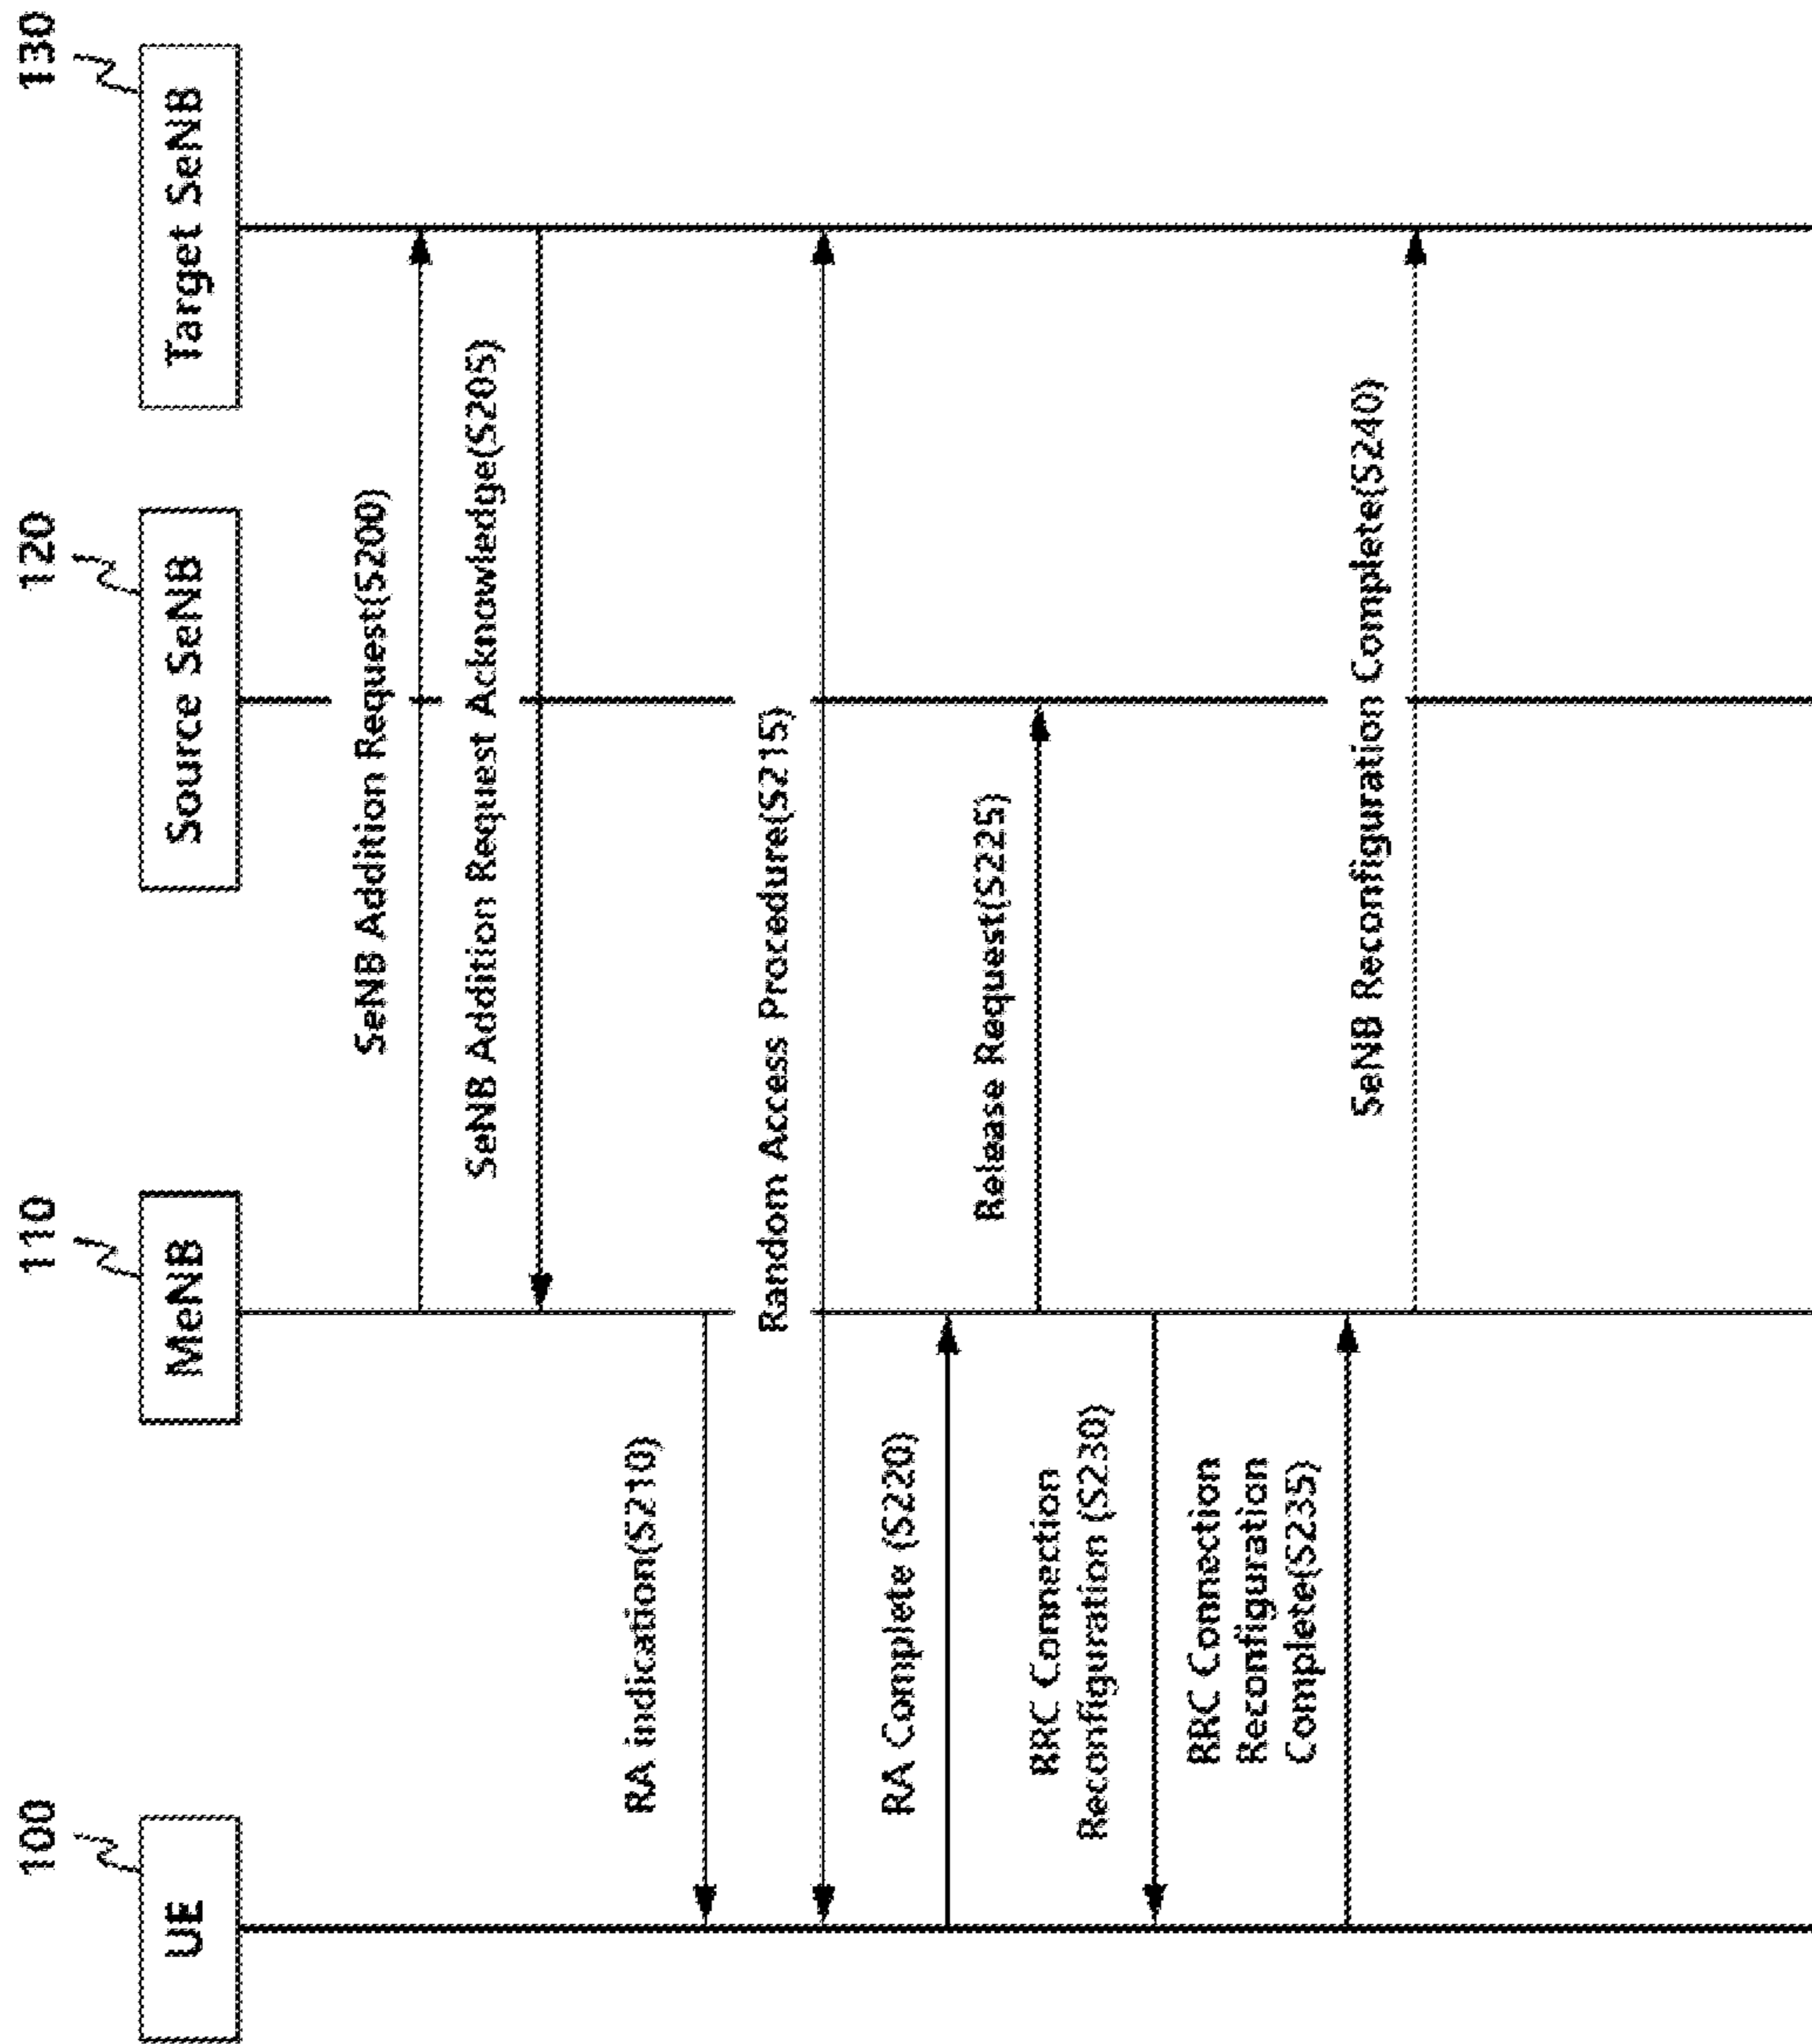 100
110
120
130
UE
MeNB
Source SeNB
Target SeNB
SeNB Addition Request(S200)
SeNB Addition Request Acknowledge(S205)
RA indication(S210)
Random Access Procedure(S215)
RA Complete (S220)
Release Request(S225)
RRC Connection
Reconfiguration (S230)
RRC Connection
Reconfiguration
Complete(S235)
SeNB Reconfiguration Complete(S240)